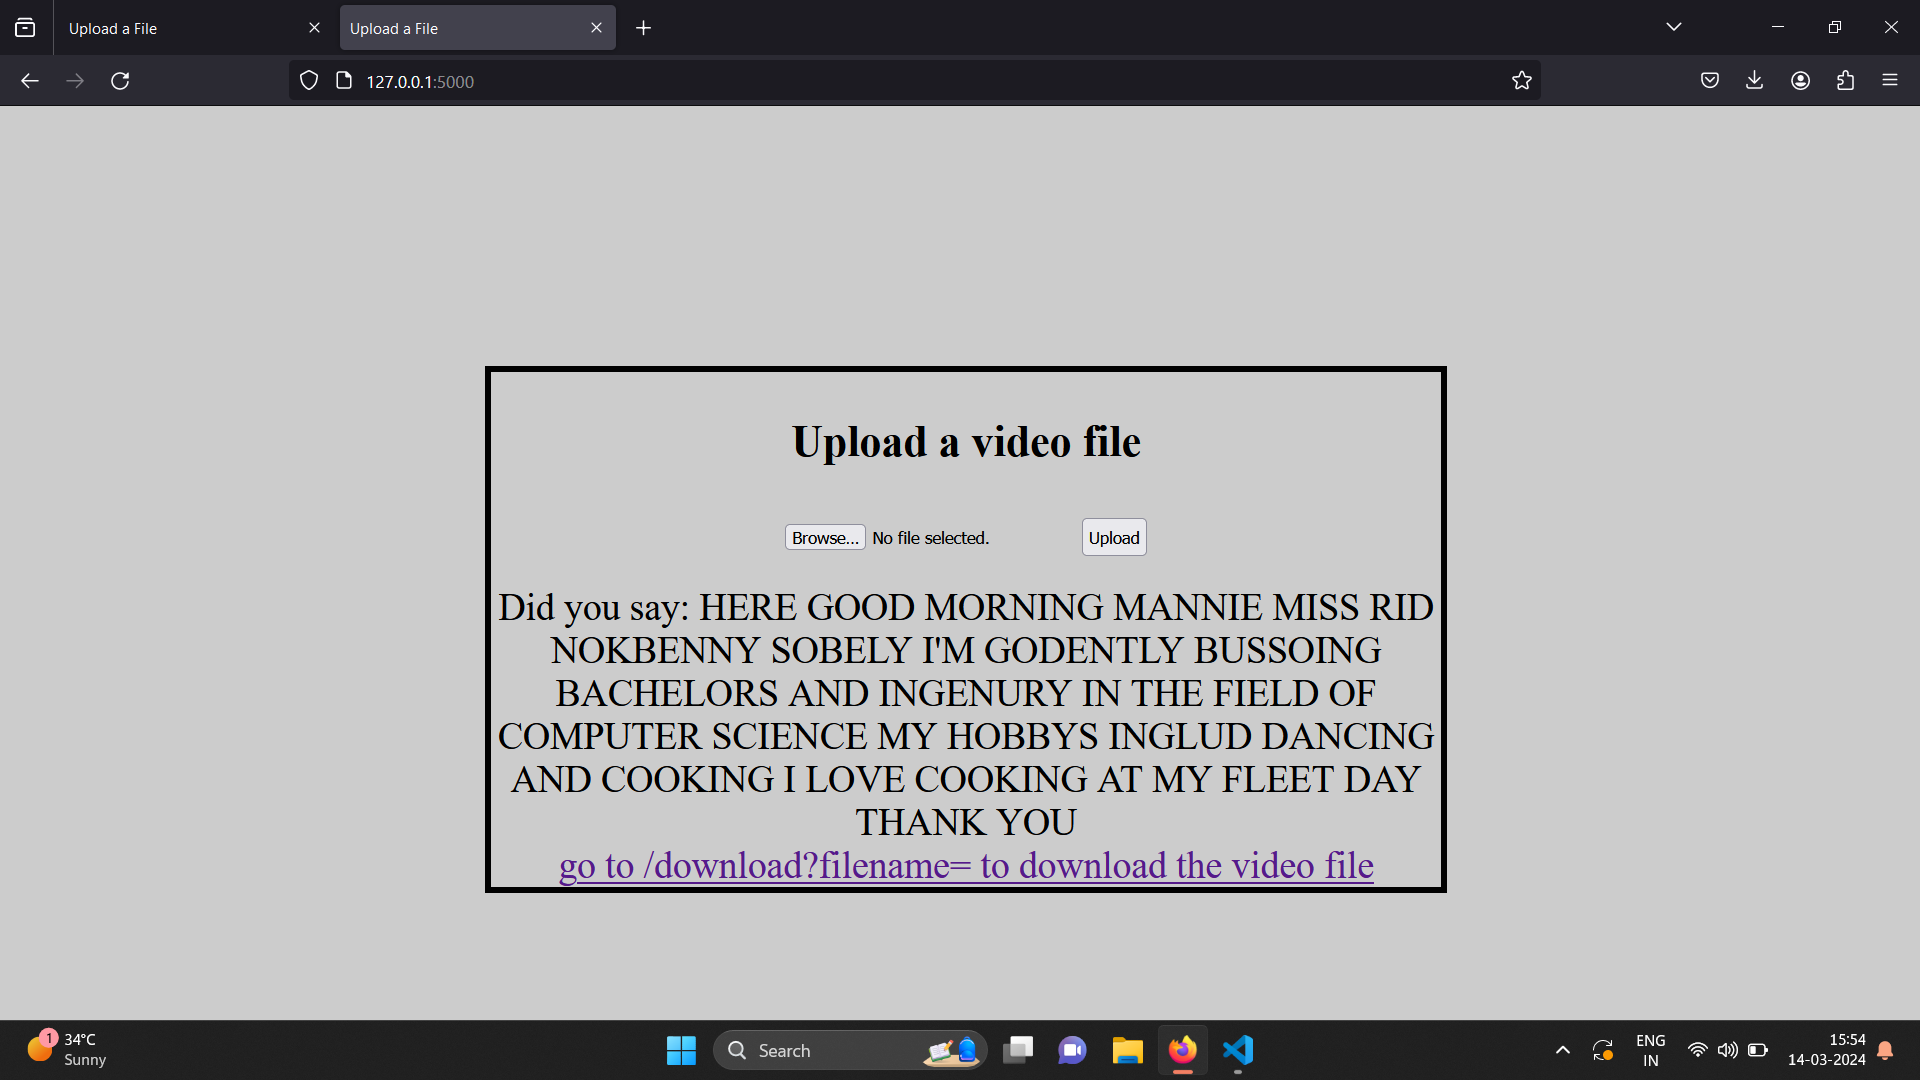 Upload a File
Upload a File
127.0.0.1:5000
Upload a video file
Browse... No file selected. Upload
Did you say: HERE GOOD MORNING MANNIE MISS RID
NOKBENNY SOBELY I'M GODENTLY BUSSOING
BACHELORS AND INGENURY IN THE FIELD OF
COMPUTER SCIENCE MY HOBBYS INGLUD DANCING
AND COOKING I LOVE COOKING AT MY FLEET DAY
THANK YOU
go to /download?filename= to download the video file
1
34°C
Sunny
Search
ENG
IN
15:54
14-03-2024